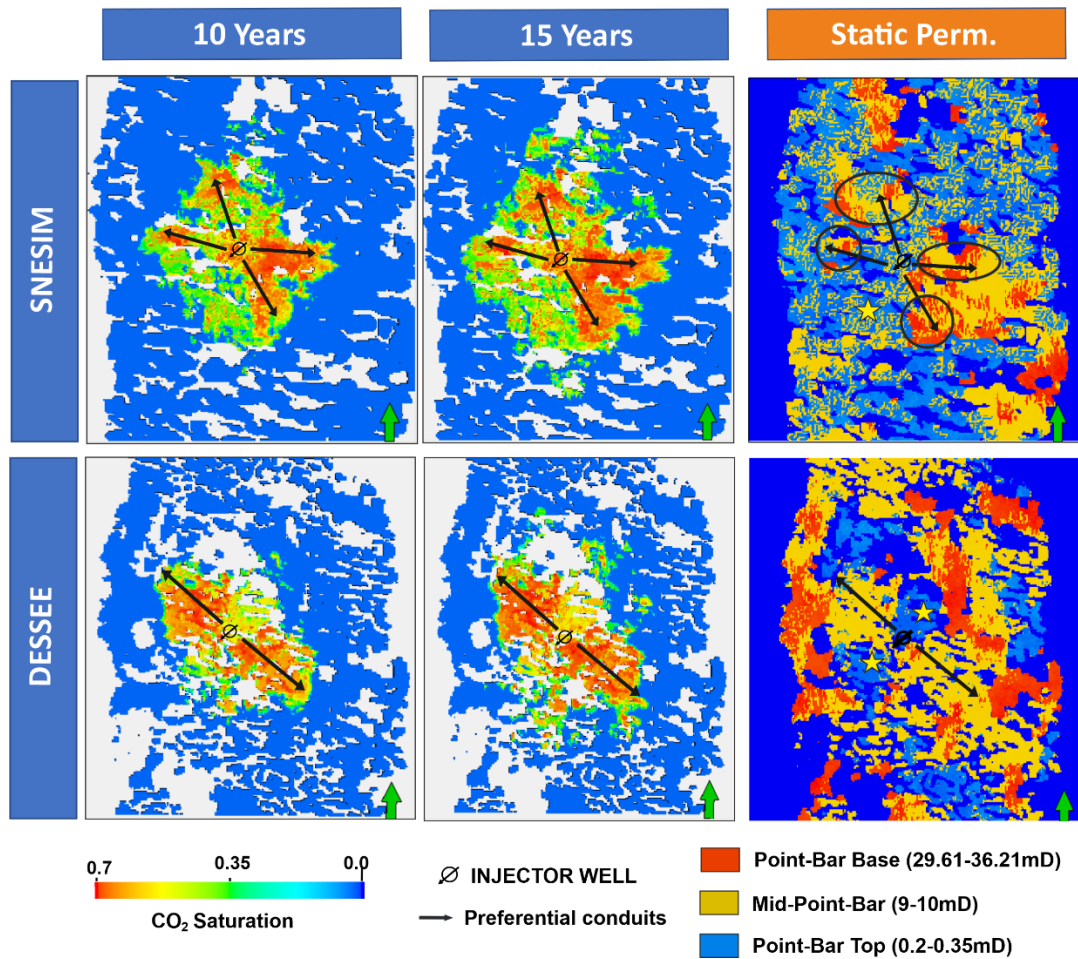 10 Years
15 Years
Static Perm.
SNESIM
DESSEE
0.7
0.35
0.0
CO₂ Saturation
INJECTOR WELL
Preferential conduits
Point-Bar Base (29.61-36.21mD)
Mid-Point-Bar (9-10mD)
Point-Bar Top (0.2-0.35mD)